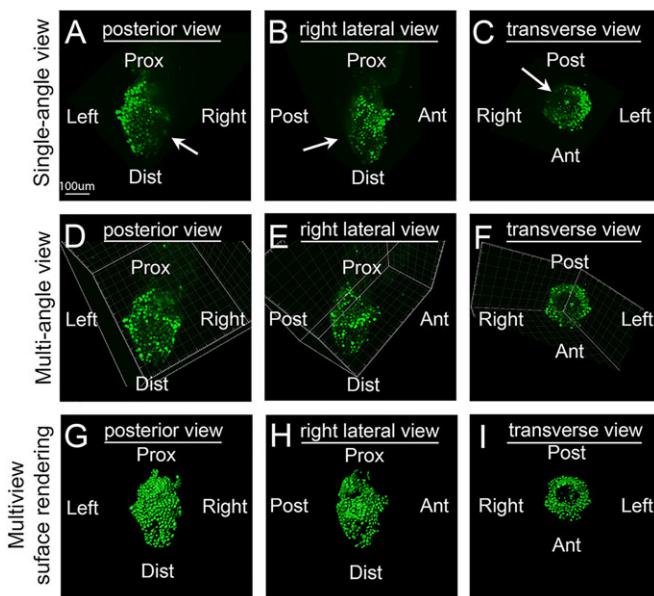 Single-angle view
A posterior view
Prox
Left Right
Dist
100um
B right lateral view
Prox
Post Ant
Dist
C transverse view
Post
Right Left
Ant
Multi-angle view
D posterior view
Prox
Left Right
Dist
E right lateral view
Prox
Post Ant
Dist
F transverse view
Post
Right Left
Ant
Multiview
suface rendering
G posterior view
Prox
Left Right
Dist
H right lateral view
Prox
Post Ant
Dist
I transverse view
Post
Right Left
Ant